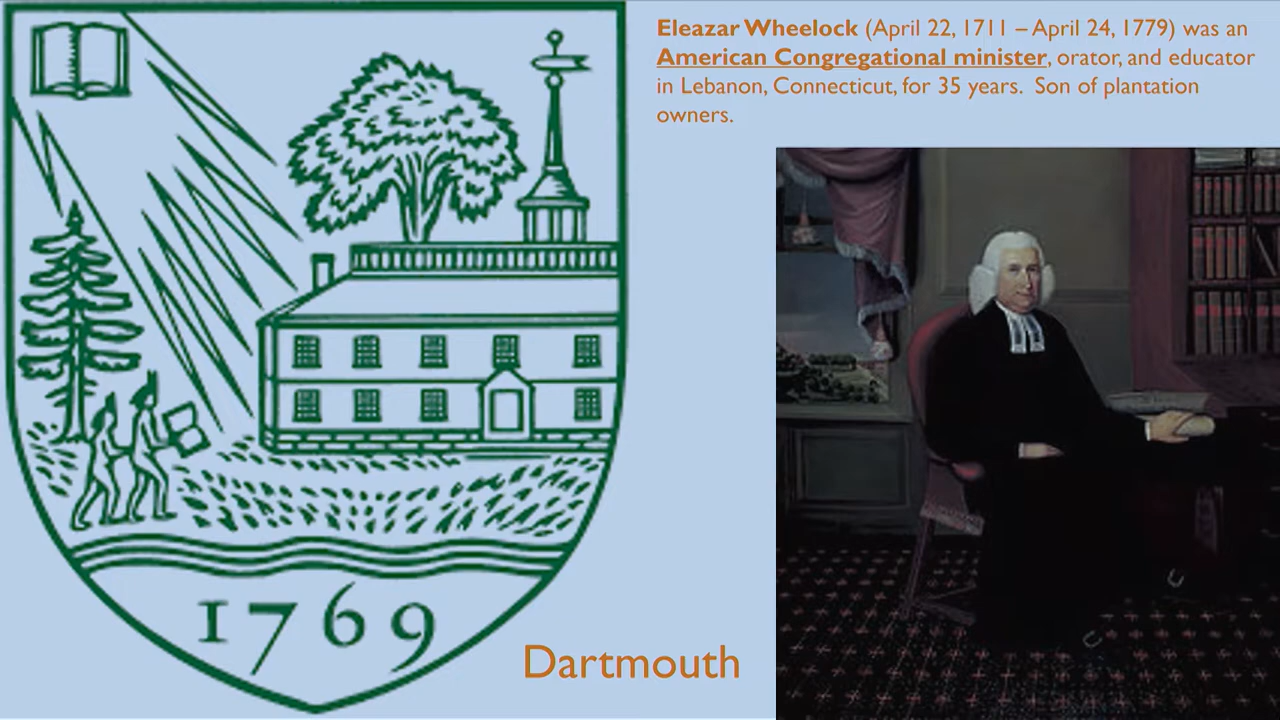 Eleazar Wheelock (April 22, 1711 – April 24, 1779) was an
American Congregational minister, orator, and educator
in Lebanon, Connecticut, for 35 years.  Son of plantation
owners.
1769
Dartmouth